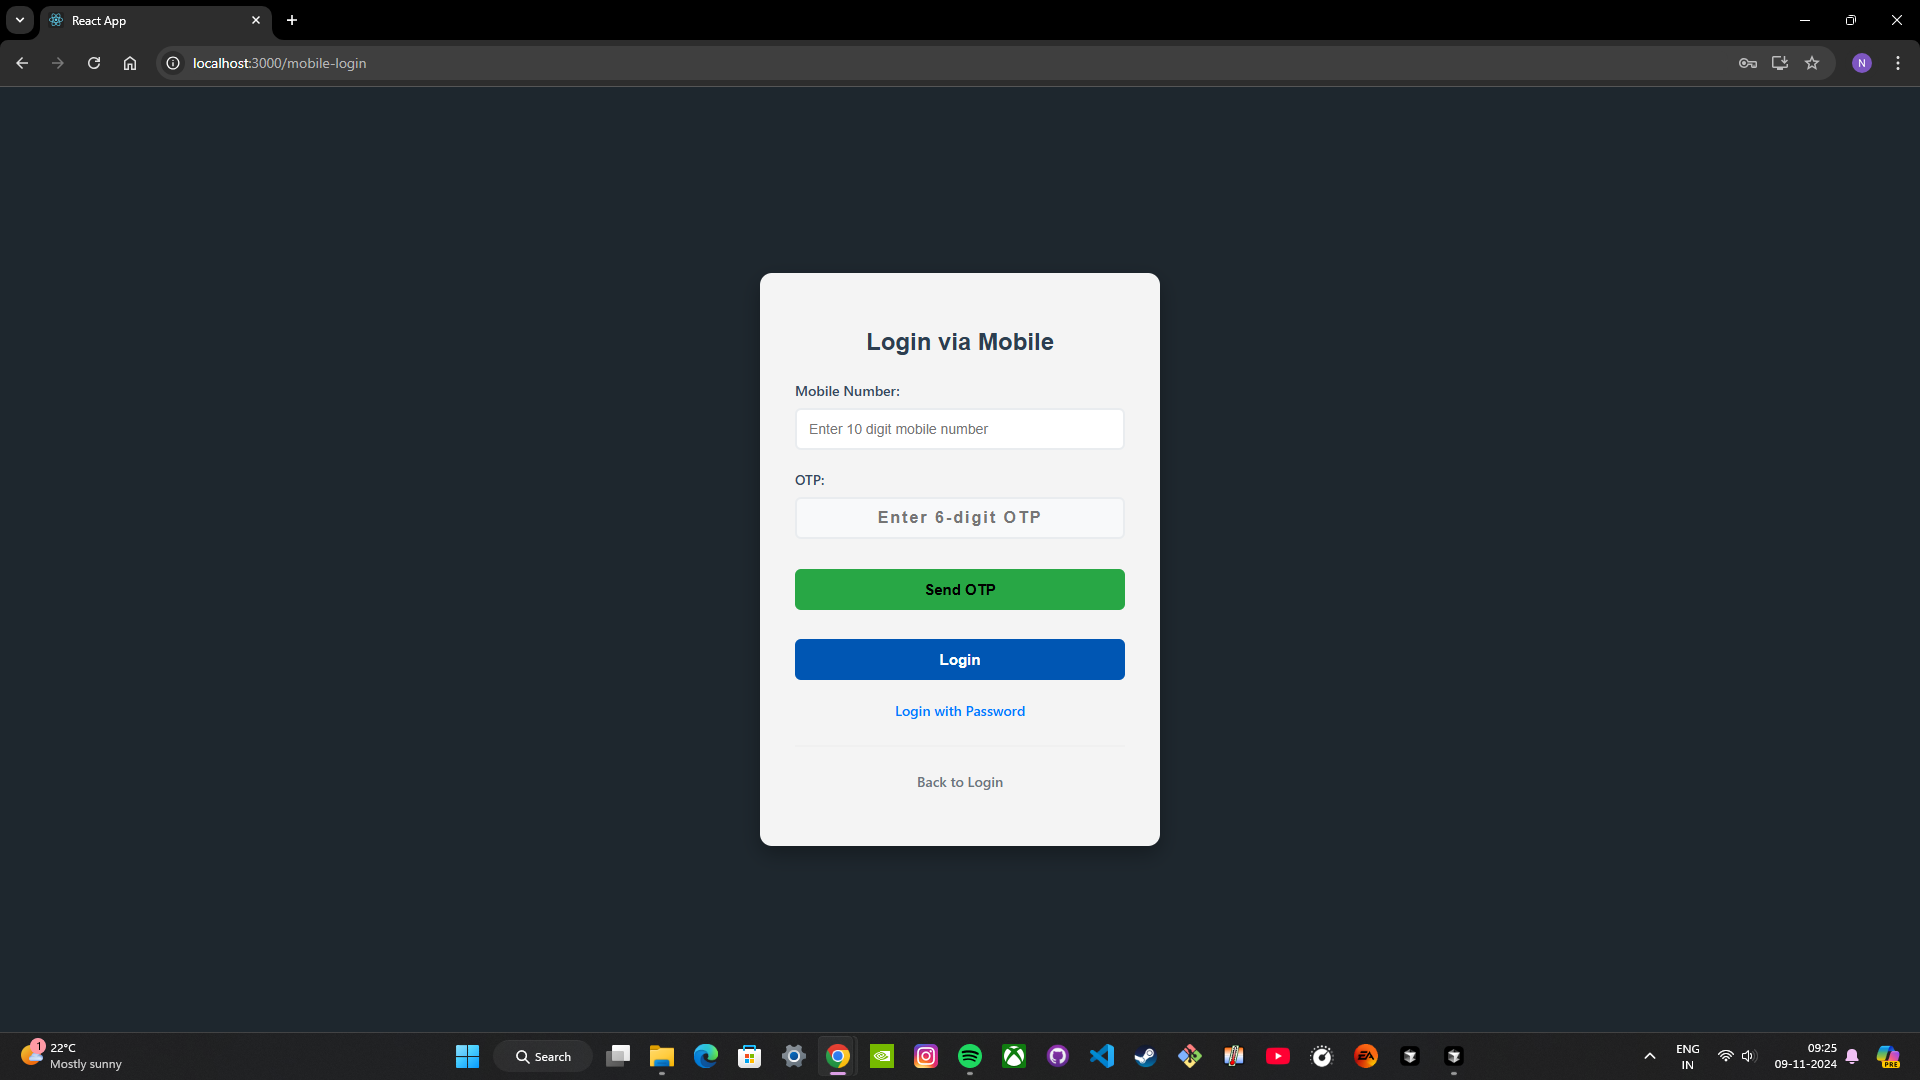 React App
localhost:3000/mobile-login
N
Login via Mobile
Mobile Number:
Enter 10 digit mobile number
OTP:
Enter 6-digit OTP
Send OTP
Login
Login with Password
Back to Login
1
22°C
Mostly sunny
Search
EA
PRE
ENG
IN
09:25
09-11-2024